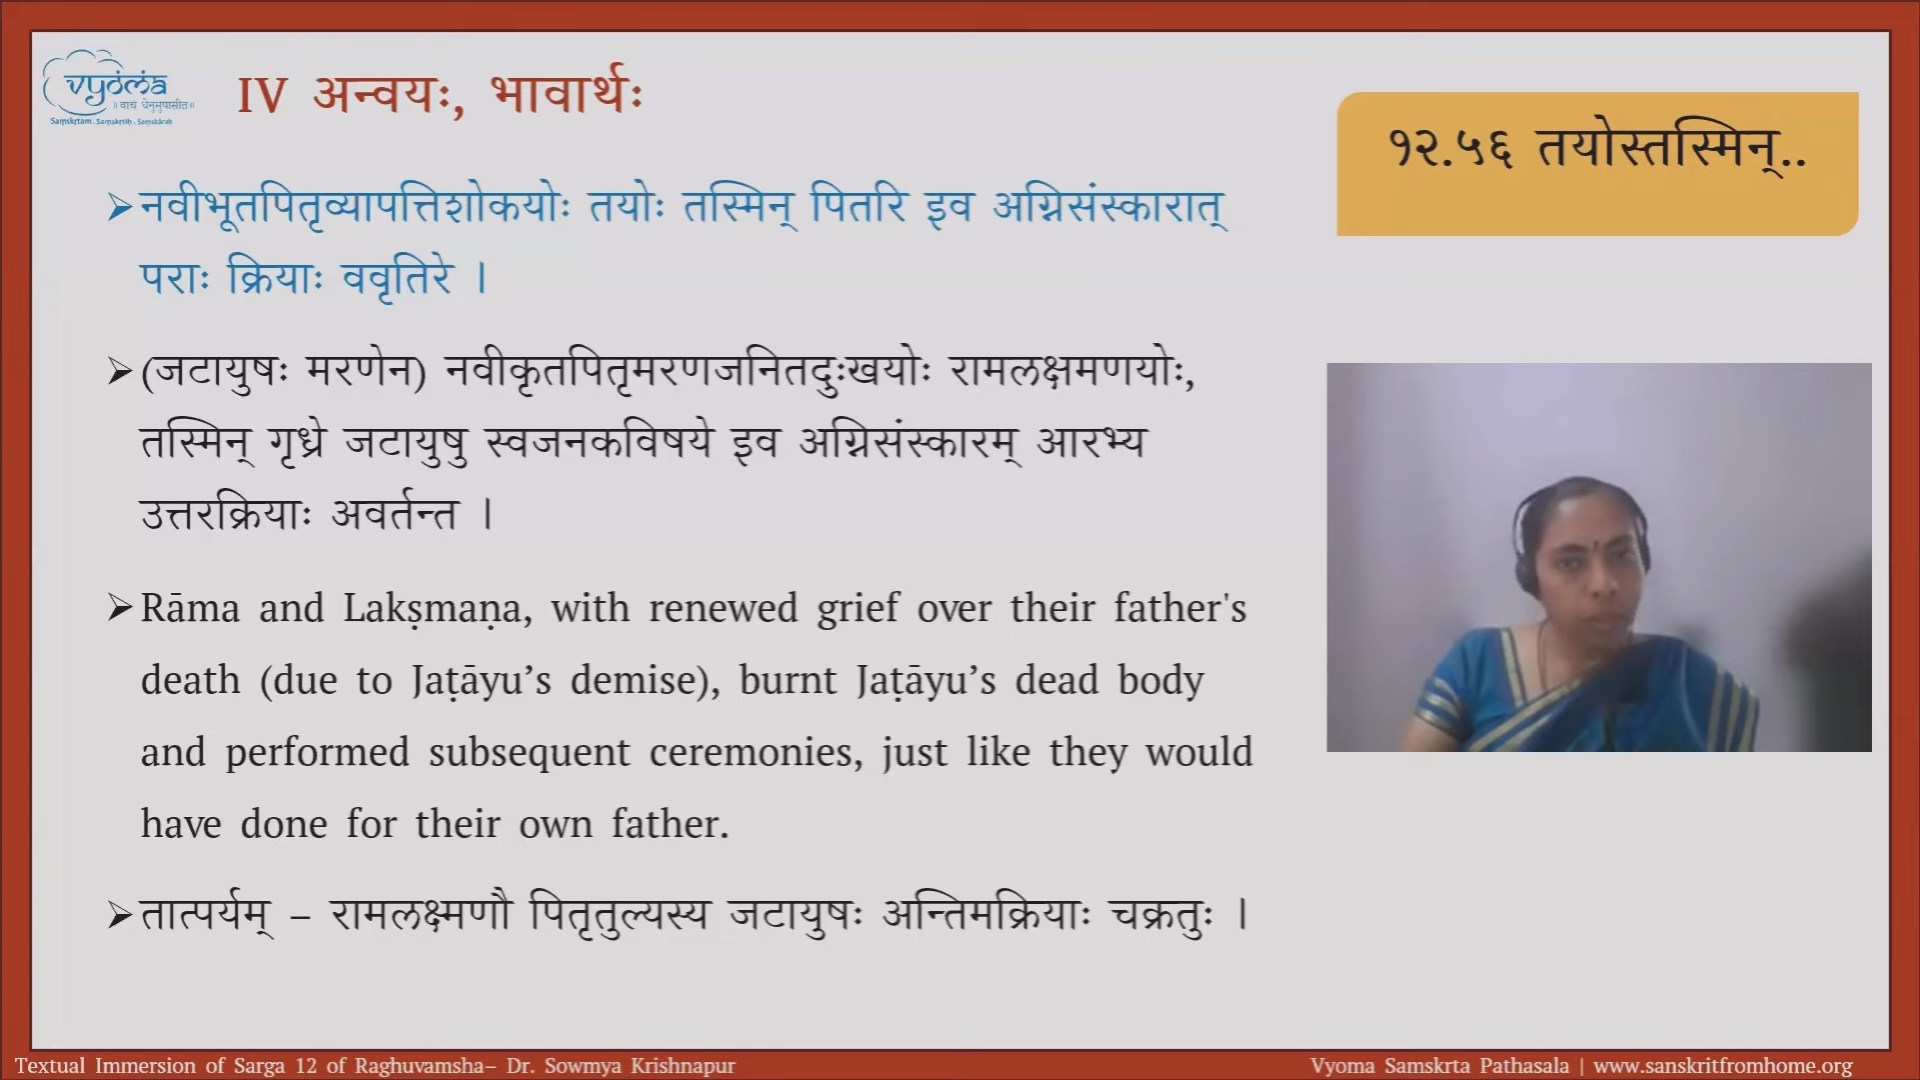 vyoma
॥ वाचं धेनुमुपासीत॥
Saṃskṛtam . Saṃskṛtiḥ . Saṃskāraḥ
IV अन्वयः, भावार्थः
१२.५६ तयोस्तस्मिन्..
➢नवीभूतपितृव्यापत्तिशोकयोः तयोः तस्मिन् पितरि इव अग्निसंस्कारात्
पराः क्रियाः ववृतिरे ।
➢(जटायुषः मरणेन) नवीकृतपितृमरणजनितदुःखयोः रामलक्षमणयोः,
तस्मिन् गृध्रे जटायुषु स्वजनकविषये इव अग्निसंस्कारम् आरभ्य
उत्तरक्रियाः अवर्तन्त ।
➢Rāma and Lakṣmaṇa, with renewed grief over their father's
death (due to Jaṭāyu’s demise), burnt Jaṭāyu’s dead body
and performed subsequent ceremonies, just like they would
have done for their own father.
➢तात्पर्यम् – रामलक्ष्मणौ पितृतुल्यस्य जटायुषः अन्तिमक्रियाः चक्रतुः ।
Textual Immersion of Sarga 12 of Raghuvamsha– Dr. Sowmya Krishnapur
Vyoma Samskrta Pathasala | www.sanskritfromhome.org